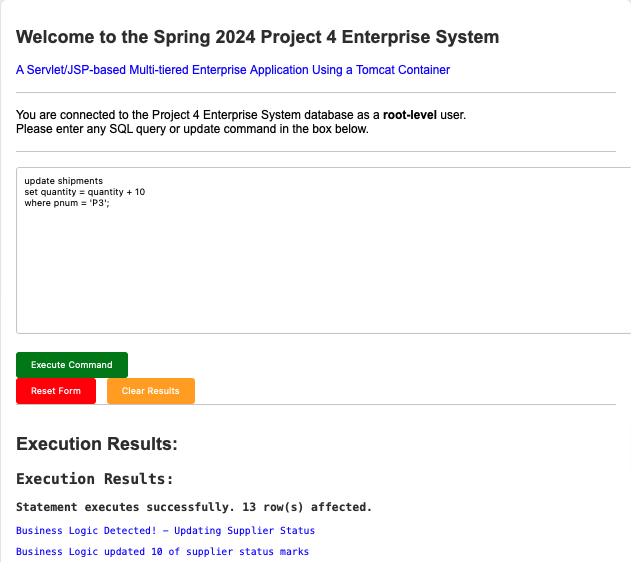 Welcome to the Spring 2024 Project 4 Enterprise System
A Servlet/JSP-based Multi-tiered Enterprise Application Using a Tomcat Container
You are connected to the Project 4 Enterprise System database as a root-level user.
Please enter any SQL query or update command in the box below.
update shipments
set quantity = quantity + 10
where pnum = 'P3';
Execute Command
Reset Form
Clear Results
Execution Results:
Execution Results:
Statement executes successfully. 13 row(s) affected.
Business Logic Detected! – Updating Supplier Status
Business Logic updated 10 of supplier status marks